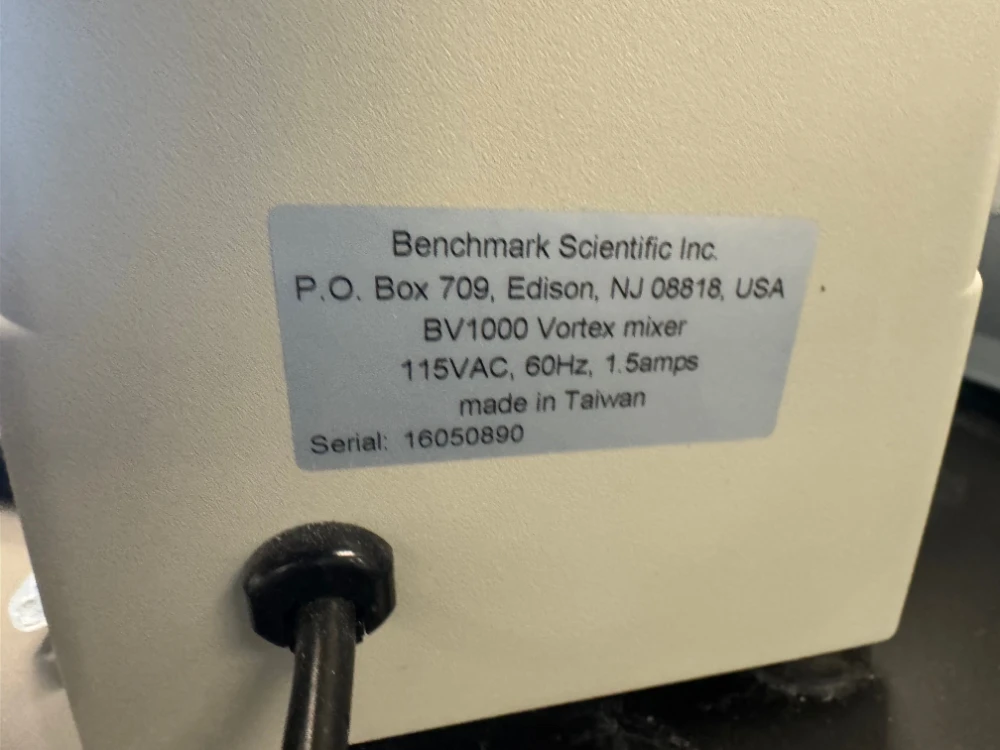 Benchmark Scientific Inc.
P.O. Box 709, Edison, NJ 08818, USA
BV1000 Vortex mixer
115VAC, 60Hz, 1.5amps
made in Taiwan
Serial: 16050890